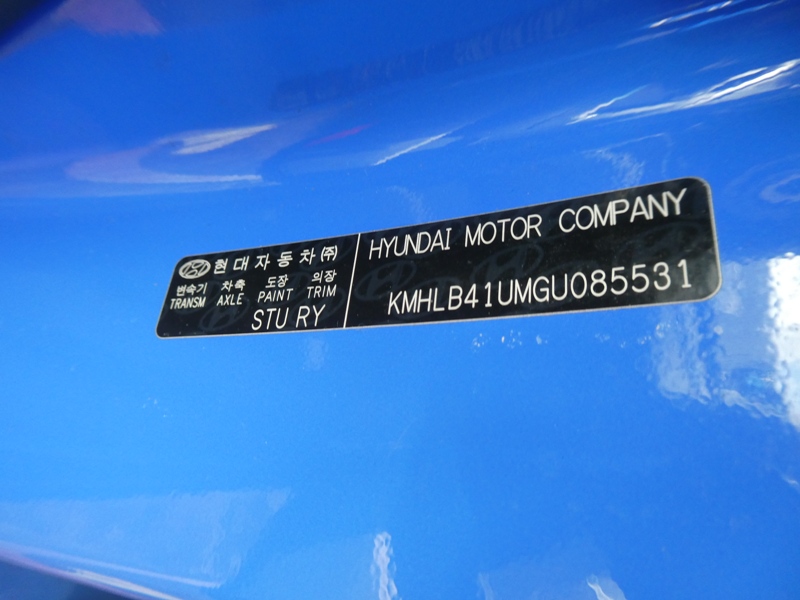 현대자동차(주)
변속기 차축 도장 의장
TRANSM AXLE PAINT TRIM
STU RY
HYUNDAI MOTOR COMPANY
KMHLB41UMGU085531